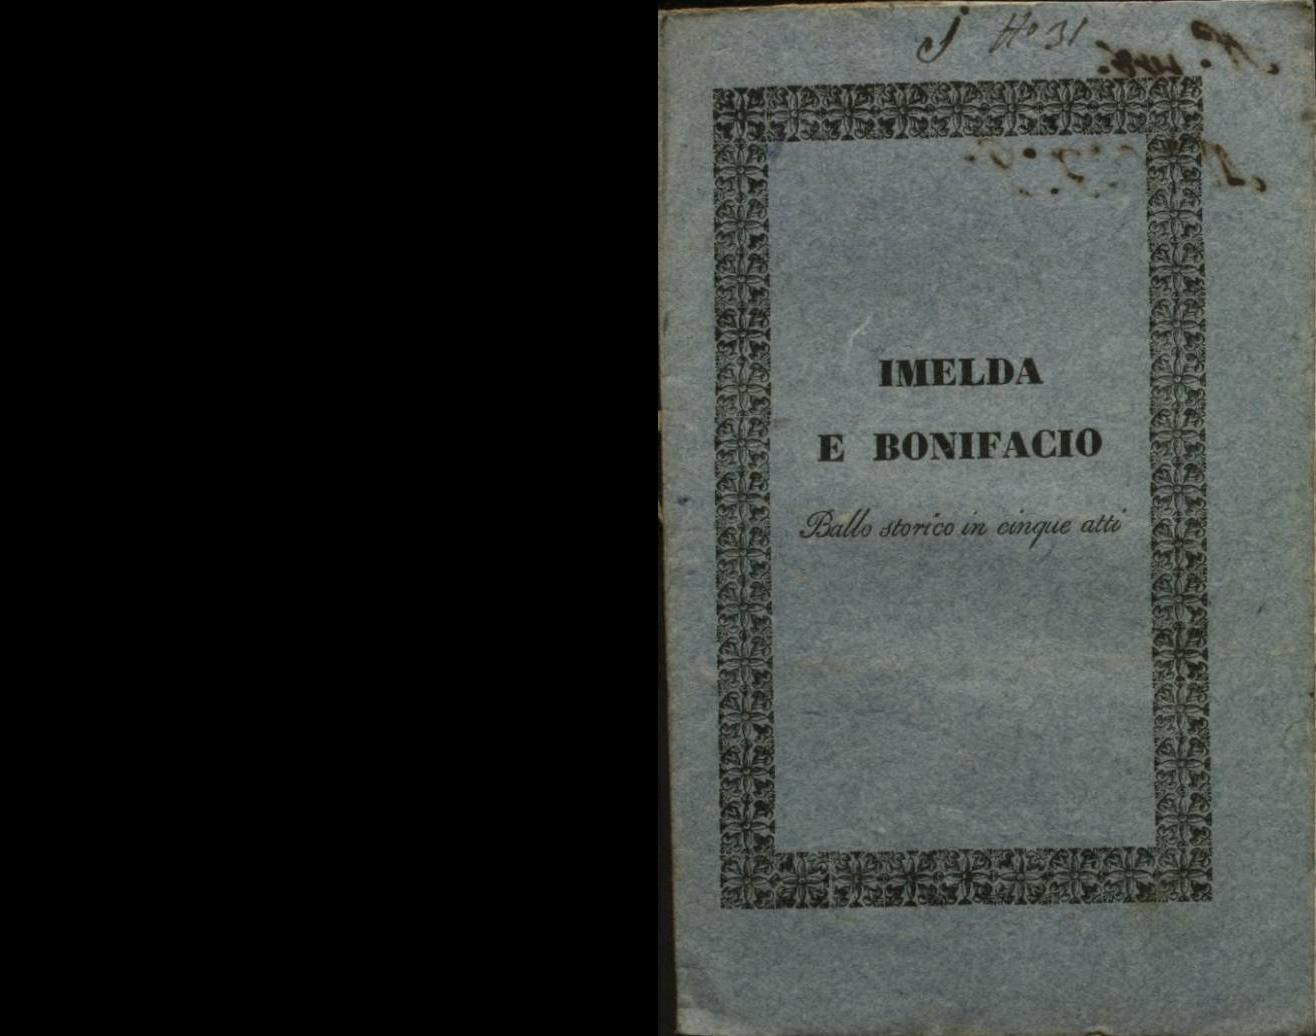 IMELDA
E BONIFACIO
Ballo storico in cinque atti